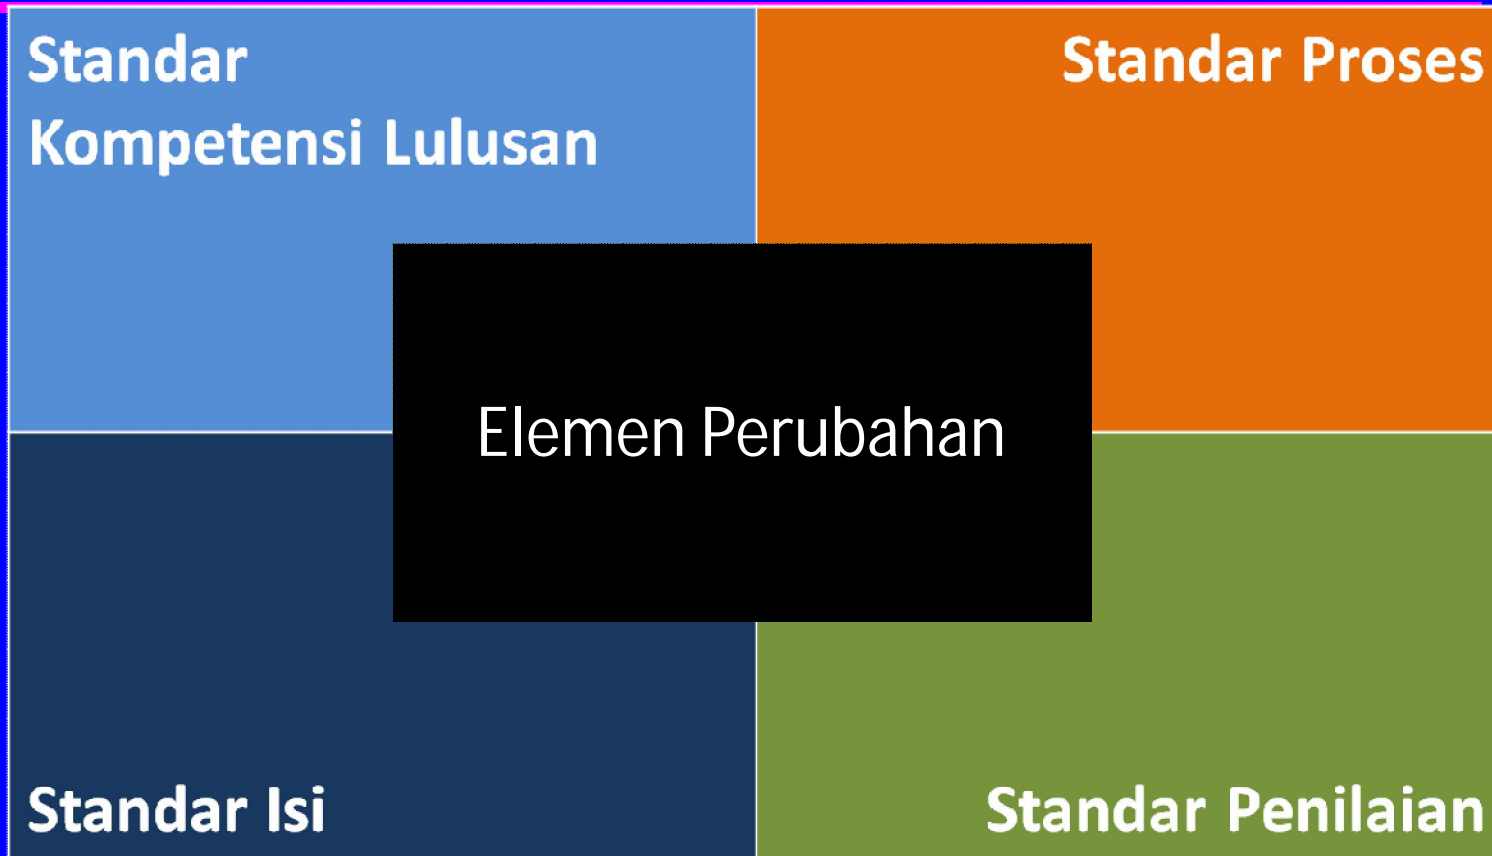 Standar
Kompetensi Lulusan
Standar Proses
Elemen Perubahan
Standar Isi
Standar Penilaian